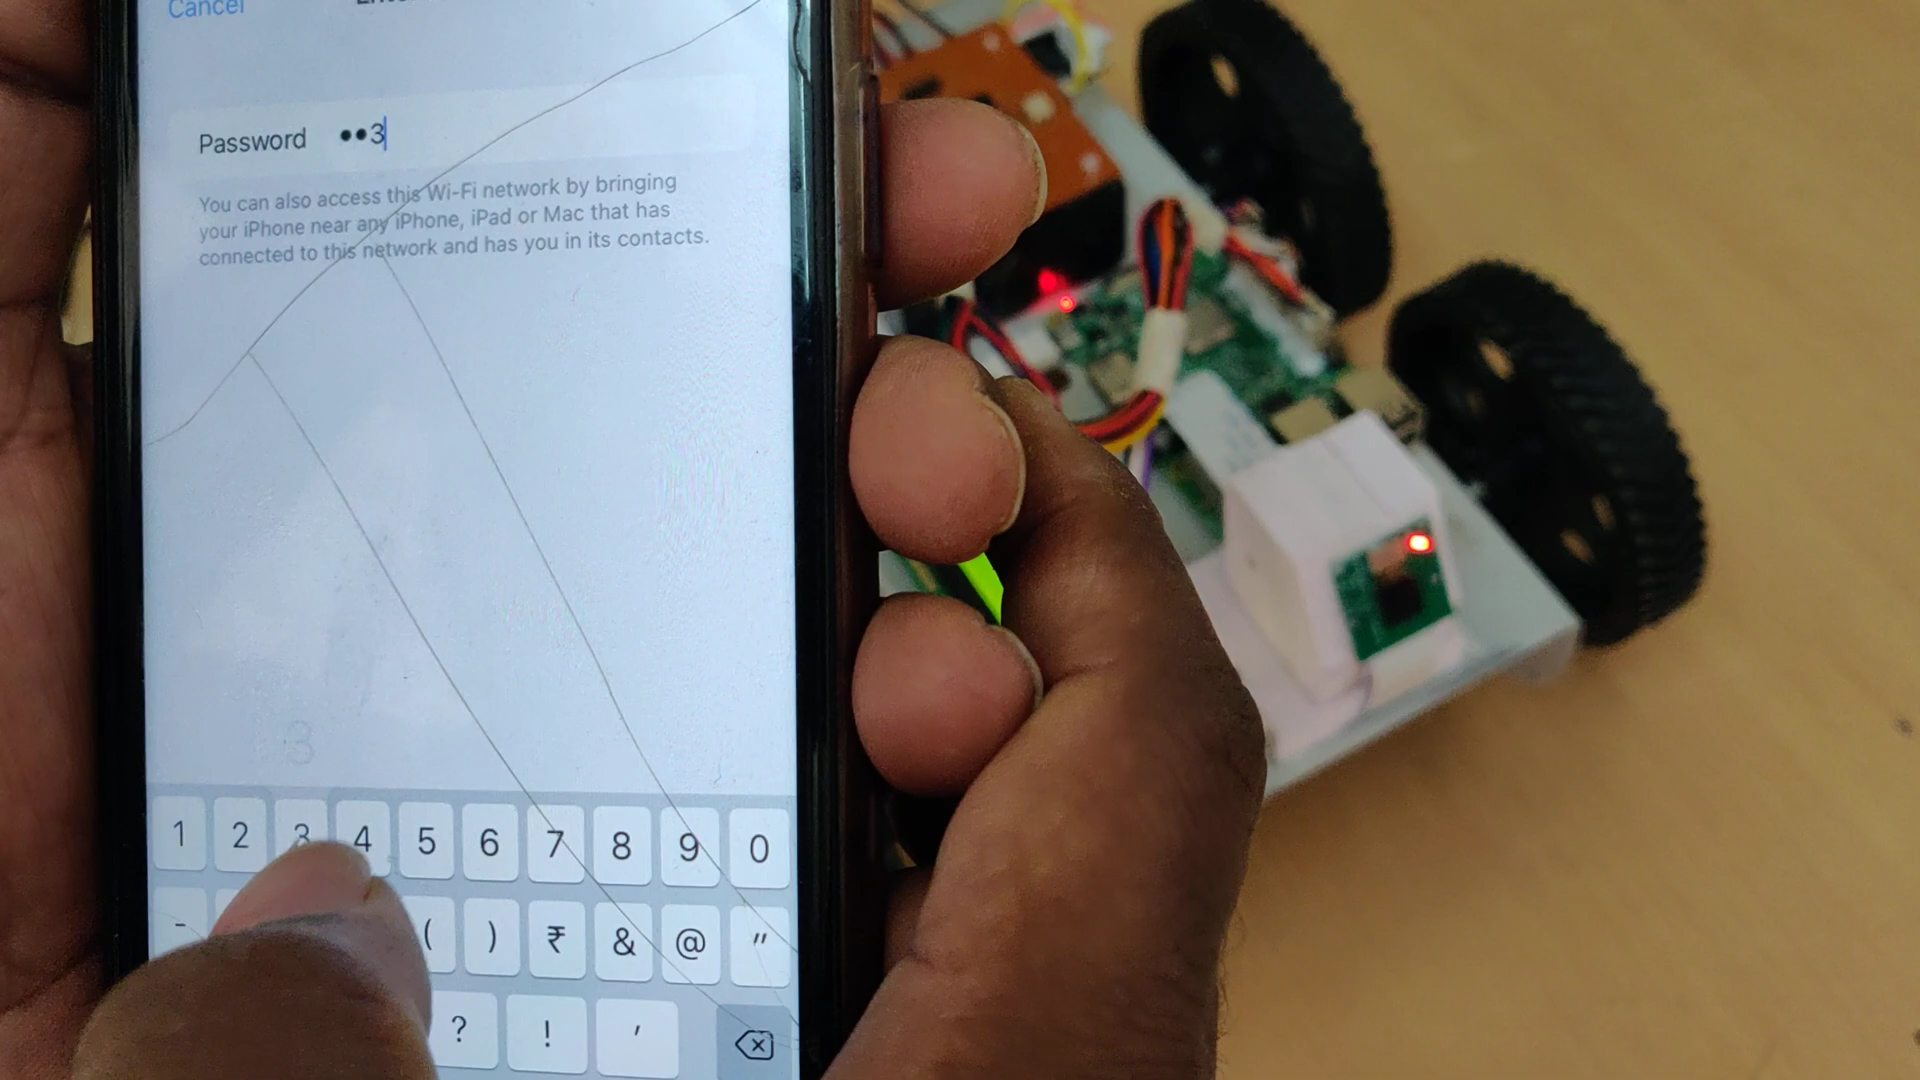 Cancel
Password ••3
You can also access this Wi-Fi network by bringing
your iPhone near any iPhone, iPad or Mac that has
connected to this network and has you in its contacts.
3
1 2 3 4 5 6 7 8 9 0
- ( ) ₹ & @ "
? ! ’